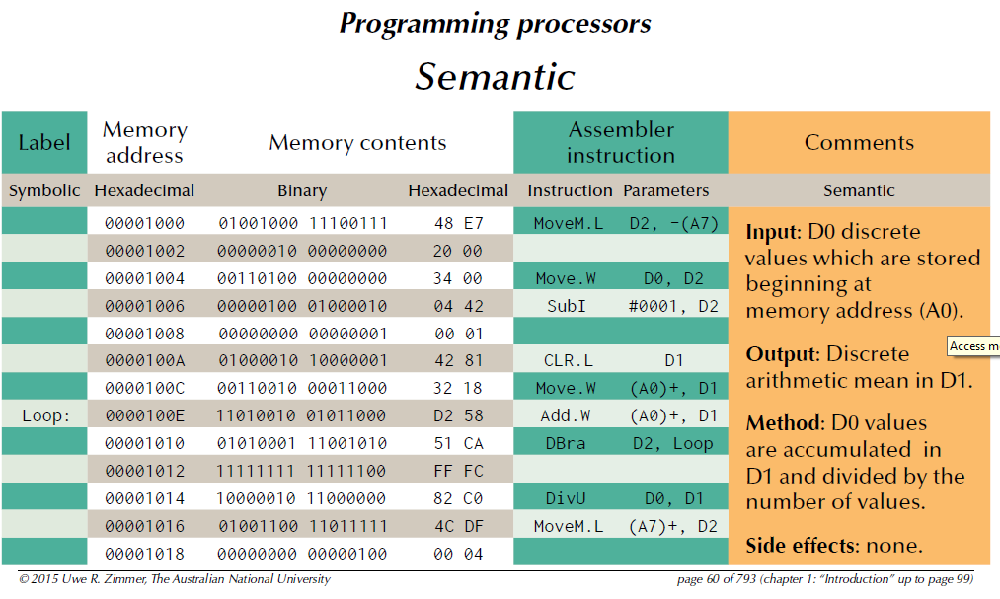 Programming processors
Semantic
Label Memory address Memory contents Assembler instruction Comments
Symbolic Hexadecimal Binary Hexadecimal Instruction Parameters Semantic
00001000 01001000 11100111 48 E7 MoveM.L D2, -(A7)
00001002 00000010 00000000 20 00
00001004 00110100 00000000 34 00 Move.W D0, D2
00001006 00000100 01000010 04 42 SubI #0001, D2
00001008 00000000 00000001 00 01
0000100A 01000010 10000001 42 81 CLR.L D1
0000100C 00110010 00011000 32 18 Move.W (A0)+, D1
Loop: 0000100E 11010010 01011000 D2 58 Add.W (A0)+, D1
00001010 01010001 11001010 51 CA DBra D2, Loop
00001012 11111111 11111100 FF FC
00001014 10000010 11000000 82 C0 DivU D0, D1
00001016 01001100 11011111 4C DF MoveM.L (A7)+, D2
00001018 00000000 00000100 00 04
Input: D0 discrete
values which are stored
beginning at
memory address (A0).
Access m
Output: Discrete
arithmetic mean in D1.
Method: D0 values
are accumulated in
D1 and divided by the
number of values.
Side effects: none.
© 2015 Uwe R. Zimmer, The Australian National University
page 60 of 793 (chapter 1: “Introduction” up to page 99)